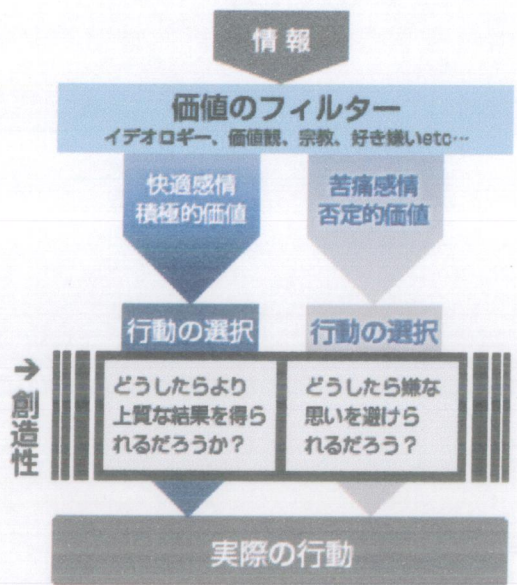 情報
価値のフィルター
イデオロギー、価値観、宗教、好き嫌いetc…
快適感情
積極的価値
苦痛感情
否定的価値
行動の選択
行動の選択
→創造性
どうしたらより
上質な結果を得ら
れるだろうか？
どうしたら嫌な
思いを避けら
れるだろう？
実際の行動